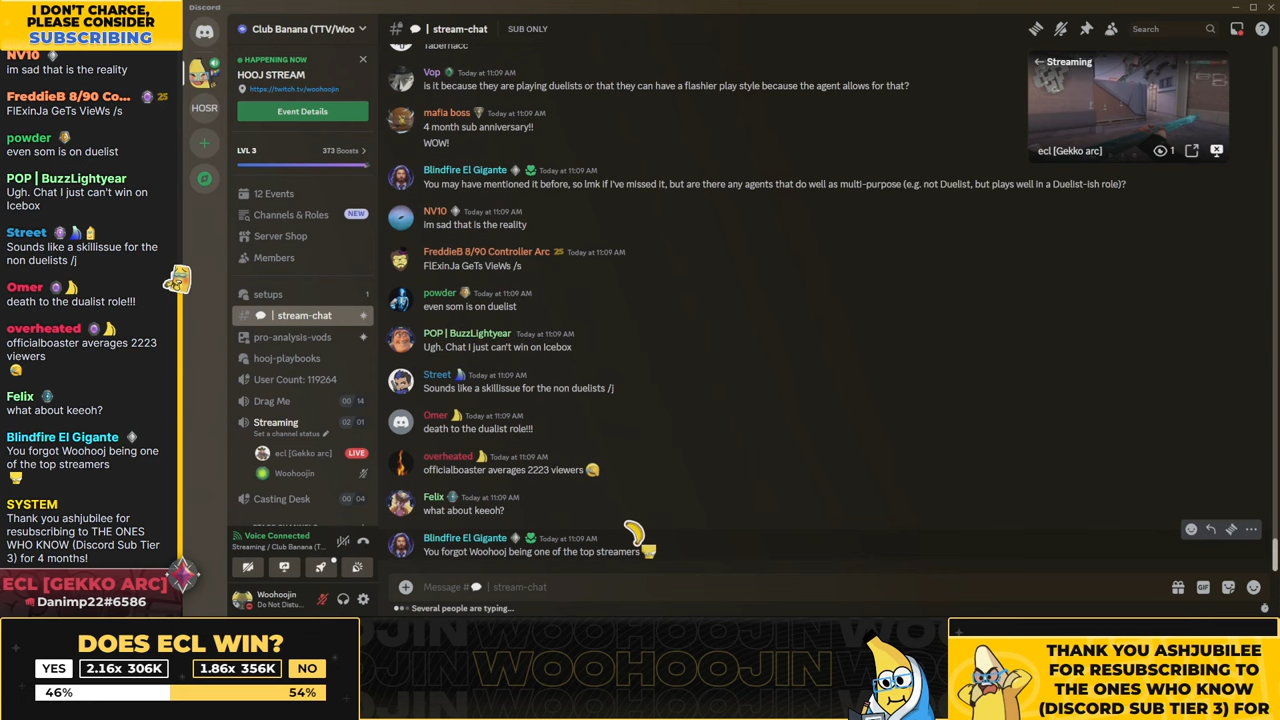 I DON'T CHARGE,
PLEASE CONSIDER
SUBSCRIBING
NV10
im sad that is the reality
FreddieB 8/90 Co... 25
FlExinJa GeTs VieWs /s
powder
even som is on duelist
POP | BuzzLightyear
Ugh. Chat I just can't win on
Icebox
Street
Sounds like a skillissue for the
non duelists /j
Omer
death to the dualist role!!!
overheated
officialboaster averages 2223
viewers
Felix
what about keeoh?
Blindfire El Gigante
You forgot Woohooj being one
of the top streamers
SYSTEM
Thank you ashjubilee for
resubscribing to THE ONES
WHO KNOW (Discord Sub Tier
3) for 4 months!
ECL [GEKKO ARC]
Danimp22#6586
Discord
HOSR
Club Banana (TTV/Woo
HAPPENING NOW
HOOJ STREAM
https://twitch.tv/woohoojin
Event Details
LVL 3 373 Boosts
12 Events
Channels & Roles NEW
Server Shop
Members
setups 1
| stream-chat
pro-analysis-vods
hooj-playbooks
User Count: 119264
Drag Me 00 14
Streaming 02 01
Set a channel status
ecl [Gekko arc] LIVE
Woohoojin
Casting Desk 00 04
Voice Connected
Streaming / Club Banana (T...
Woohoojin
Do Not Distu...
| stream-chat SUB ONLY
Search
Tabernacc
Vop Today at 11:09 AM
is it because they are playing duelists or that they can have a flashier play style because the agent allows for that?
mafia boss Today at 11:09 AM
4 month sub anniversary!!
WOW!
Blindfire El Gigante Today at 11:09 AM
You may have mentioned it before, so lmk if I've missed it, but are there any agents that do well as multi-purpose (e.g. not Duelist, but plays well in a Duelist-ish role)?
NV10 Today at 11:09 AM
im sad that is the reality
FreddieB 8/90 Controller Arc 25 Today at 11:09 AM
FlExinJa GeTs VieWs /s
powder Today at 11:09 AM
even som is on duelist
POP | BuzzLightyear Today at 11:09 AM
Ugh. Chat I just can't win on Icebox
Street Today at 11:09 AM
Sounds like a skillissue for the non duelists /j
Omer Today at 11:09 AM
death to the dualist role!!!
overheated Today at 11:09 AM
officialboaster averages 2223 viewers
Felix Today at 11:09 AM
what about keeoh?
Blindfire El Gigante Today at 11:09 AM
You forgot Woohooj being one of the top streamers
Message # | stream-chat
GIF
Several people are typing...
Streaming
ecl [Gekko arc] 1
DOES ECL WIN?
YES 2.16x 306K 1.86x 356K NO
46% 54%
WOOHOOJIN
THANK YOU ASHJUBILEE
FOR RESUBSCRIBING TO
THE ONES WHO KNOW
(DISCORD SUB TIER 3) FOR